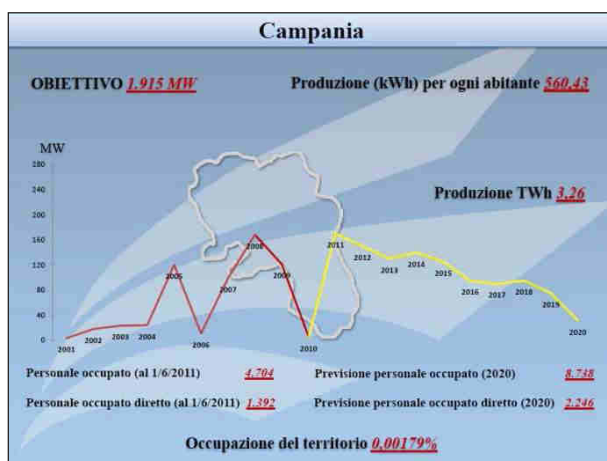 Campania
OBIETTIVO 1.915 MW
Produzione (kWh) per ogni abitante 560,43
MW
280
240
200
160
120
80
40
0
Produzione TWh 3,26
2001
2002
2003
2004
2005
2006
2007
2008
2009
2010
2011
2012
2013
2014
2015
2016
2017
2018
2019
2020
Personale occupato (al 1/6/2011) 4.704
Previsione personale occupato (2020) 8.738
Personale occupato diretto (al 1/6/2011) 1.392
Previsione personale occupato diretto (2020) 2.246
Occupazione del territorio 0,00179%